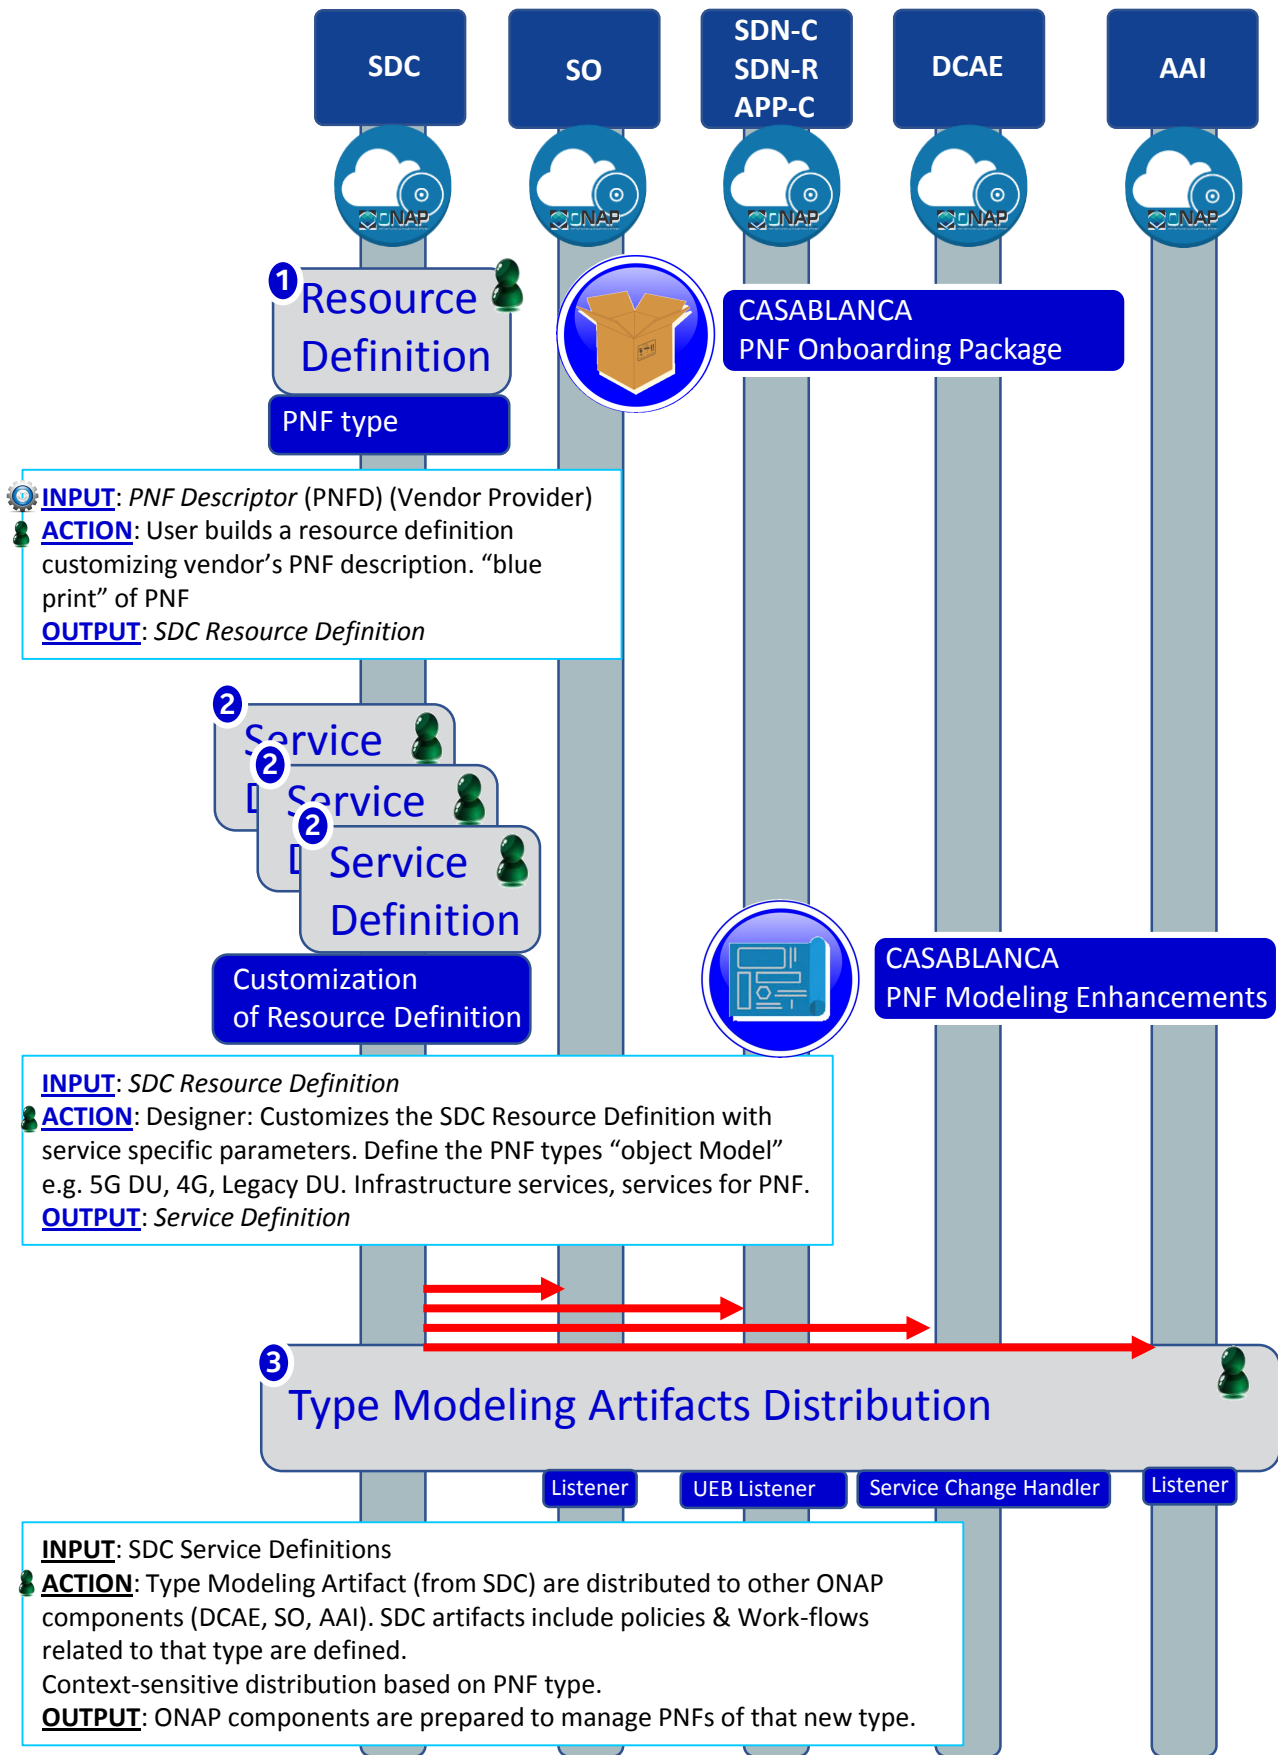 SDC
SO
SDN-C
SDN-R
APP-C
DCAE
AAI
ONAP
ONAP
ONAP
ONAP
ONAP
1
Resource
Definition
PNF type
CASABLANCA
PNF Onboarding Package
INPUT: PNF Descriptor (PNFD) (Vendor Provider)
ACTION: User builds a resource definition
customizing vendor’s PNF description. “blue
print” of PNF
OUTPUT: SDC Resource Definition
2
Service
D
2
Service
D
2
Service
Definition
Customization
of Resource Definition
CASABLANCA
PNF Modeling Enhancements
INPUT: SDC Resource Definition
ACTION: Designer: Customizes the SDC Resource Definition with
service specific parameters. Define the PNF types “object Model”
e.g. 5G DU, 4G, Legacy DU. Infrastructure services, services for PNF.
OUTPUT: Service Definition
3
Type Modeling Artifacts Distribution
Listener
UEB Listener
Service Change Handler
Listener
INPUT: SDC Service Definitions
ACTION: Type Modeling Artifact (from SDC) are distributed to other ONAP
components (DCAE, SO, AAI). SDC artifacts include policies & Work-flows
related to that type are defined.
Context-sensitive distribution based on PNF type.
OUTPUT: ONAP components are prepared to manage PNFs of that new type.